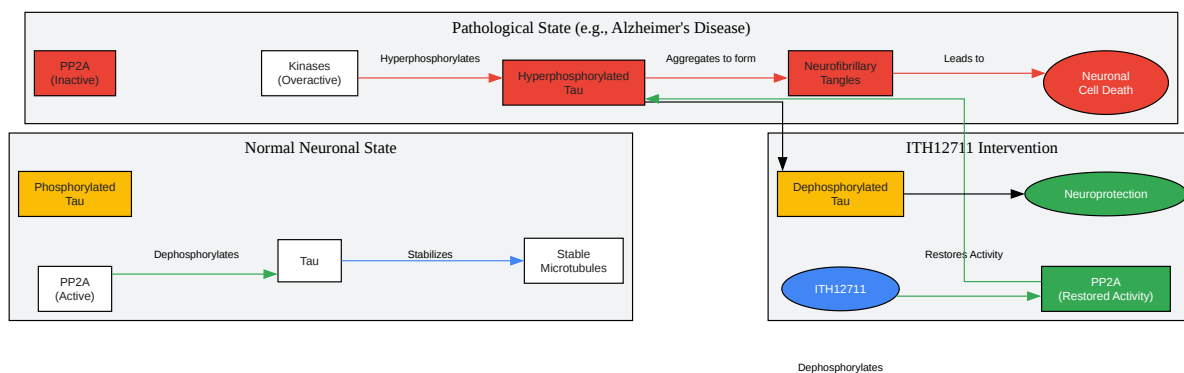 Pathological State (e.g., Alzheimer's Disease)
PP2A
(Inactive)
Kinases
(Overactive)
Hyperphosphorylates
Hyperphosphorylated
Tau
Aggregates to form
Neurofibrillary
Tangles
Leads to
Neuronal
Cell Death
Normal Neuronal State
Phosphorylated
Tau
PP2A
(Active)
Dephosphorylates
Tau
Stabilizes
Stable
Microtubules
ITH12711 Intervention
Dephosphorylated
Tau
Neuroprotection
Restores Activity
ITH12711
PP2A
(Restored Activity)
Dephosphorylates